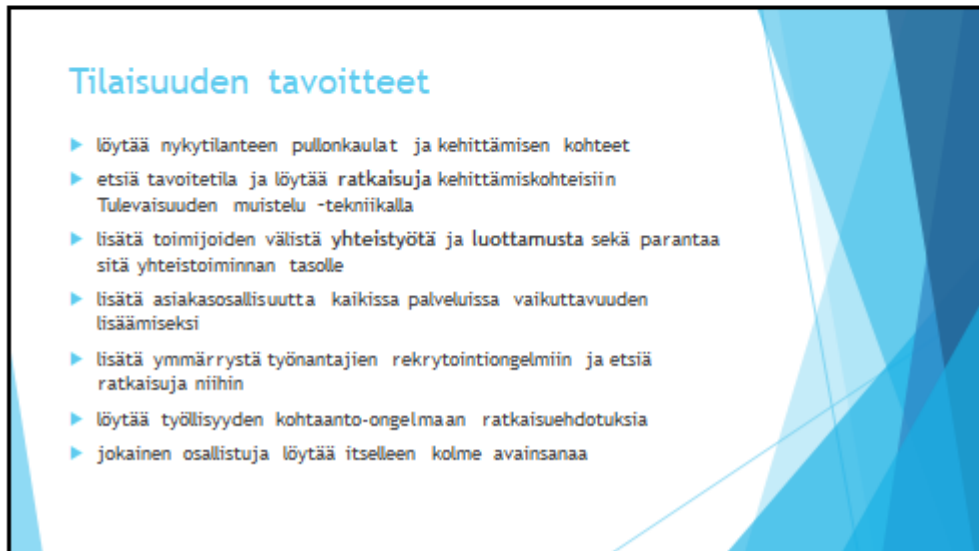 Tilaisuuden tavoitteet
löytää nykytilanteen pullonkaulat ja kehittämisen kohteet
etsiä tavoitetila ja löytää ratkaisuja kehittämiskohteisiin
Tulevaisuuden muistelu -tekniikalla
lisätä toimijoiden välistä yhteistyötä ja luottamusta sekä parantaa
sitä yhteistoiminnan tasolle
lisätä asiakasosallisuutta kaikissa palveluissa vaikuttavuuden
lisäämiseksi
lisätä ymmärrystä työnantajien rekrytointiongelmiin ja etsiä
ratkaisuja niihin
löytää työllisyyden kohtaanto-ongelmaan ratkaisuehdotuksia
jokainen osallistuja löytää itselleen kolme avainsanaa